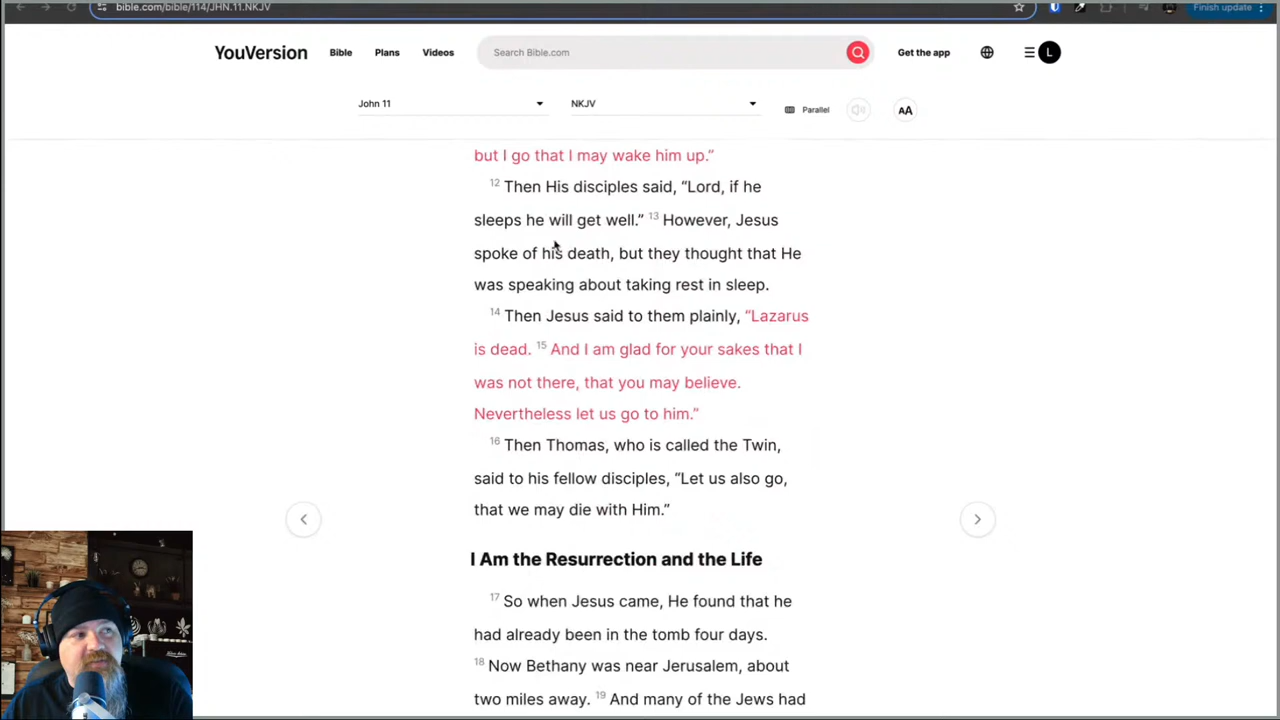 bible.com/bible/114/JHN.11.NKJV
Finish update
YouVersion
Bible
Plans
Videos
Search Bible.com
Get the app
L
John 11
NKJV
Parallel
AA
but I go that I may wake him up.”
12 Then His disciples said, “Lord, if he
sleeps he will get well.” 13 However, Jesus
spoke of his death, but they thought that He
was speaking about taking rest in sleep.
14 Then Jesus said to them plainly, “Lazarus
is dead. 15 And I am glad for your sakes that I
was not there, that you may believe.
Nevertheless let us go to him.”
16 Then Thomas, who is called the Twin,
said to his fellow disciples, “Let us also go,
that we may die with Him.”
I Am the Resurrection and the Life
17 So when Jesus came, He found that he
had already been in the tomb four days.
18 Now Bethany was near Jerusalem, about
two miles away. 19 And many of the Jews had